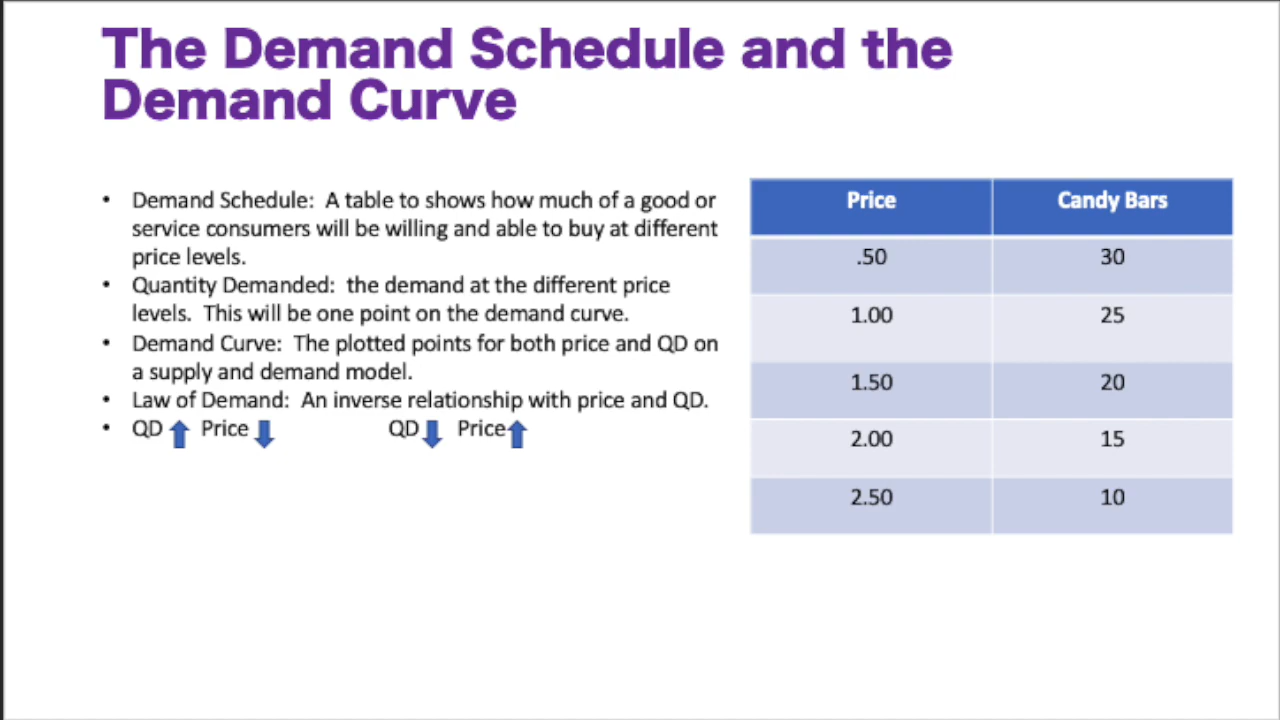 The Demand Schedule and the
Demand Curve
• Demand Schedule:  A table to shows how much of a good or
service consumers will be willing and able to buy at different
price levels.
• Quantity Demanded:  the demand at the different price
levels.  This will be one point on the demand curve.
• Demand Curve:  The plotted points for both price and QD on
a supply and demand model.
• Law of Demand:  An inverse relationship with price and QD.
• QD Price QD Price
Price Candy Bars
.50 30
1.00 25
1.50 20
2.00 15
2.50 10